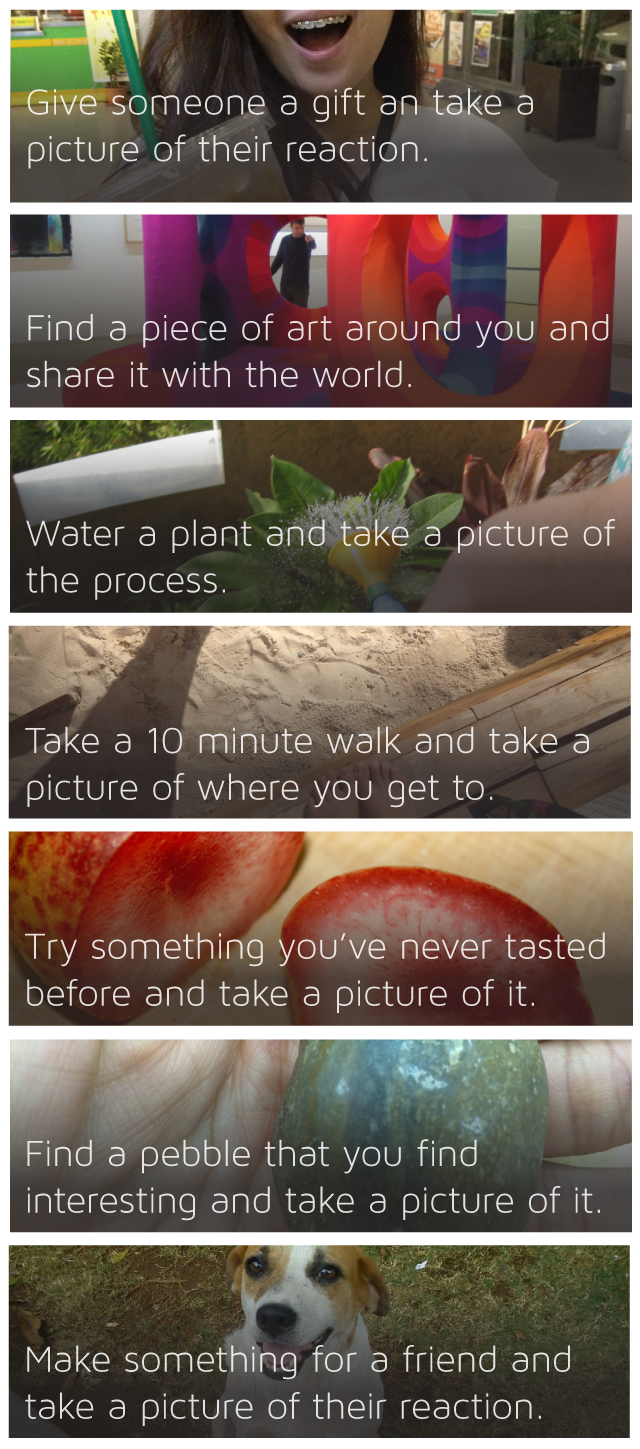 Give someone a gift an take a
picture of their reaction.
Find a piece of art around you and
share it with the world.
Water a plant and take a picture of
the process.
Take a 10 minute walk and take a
picture of where you get to.
Try something you’ve never tasted
before and take a picture of it.
Find a pebble that you find
interesting and take a picture of it.
Make something for a friend and
take a picture of their reaction.